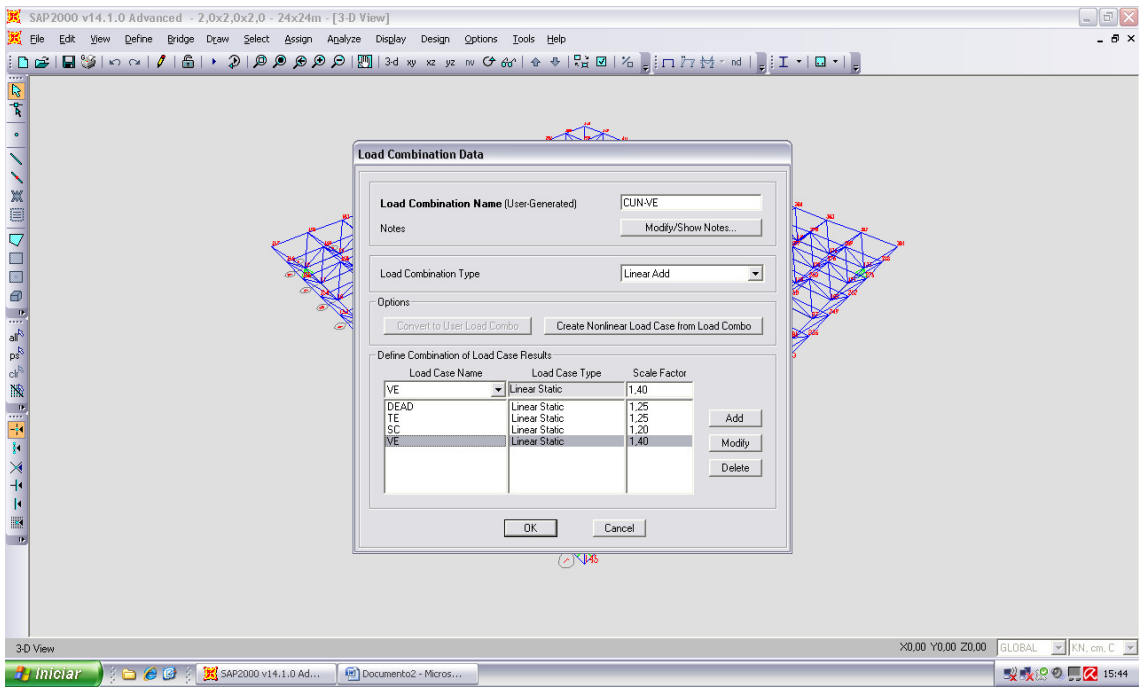 SAP2000 v14.1.0 Advanced - 2,0x2,0x2,0 - 24x24m - [3-D View]
File Edit View Define Bridge Draw Select Assign Analyze Display Design Options Tools Help
3-d xy xz yz nv nd
Load Combination Data
Load Combination Name (User-Generated) CUN-VE
Notes Modify/Show Notes...
Load Combination Type Linear Add
Options
Convert to User Load Combo Create Nonlinear Load Case from Load Combo
Define Combination of Load Case Results
Load Case Name Load Case Type Scale Factor
VE Linear Static 1,40
DEAD Linear Static 1,25
TE Linear Static 1,25
SC Linear Static 1,20
VE Linear Static 1,40
Add
Modify
Delete
OK Cancel
all
ps
clr
3-D View X0,00 Y0,00 Z0,00 GLOBAL KN, cm, C
Iniciar SAP2000 v14.1.0 Ad... Documento2 - Micros... 15:44